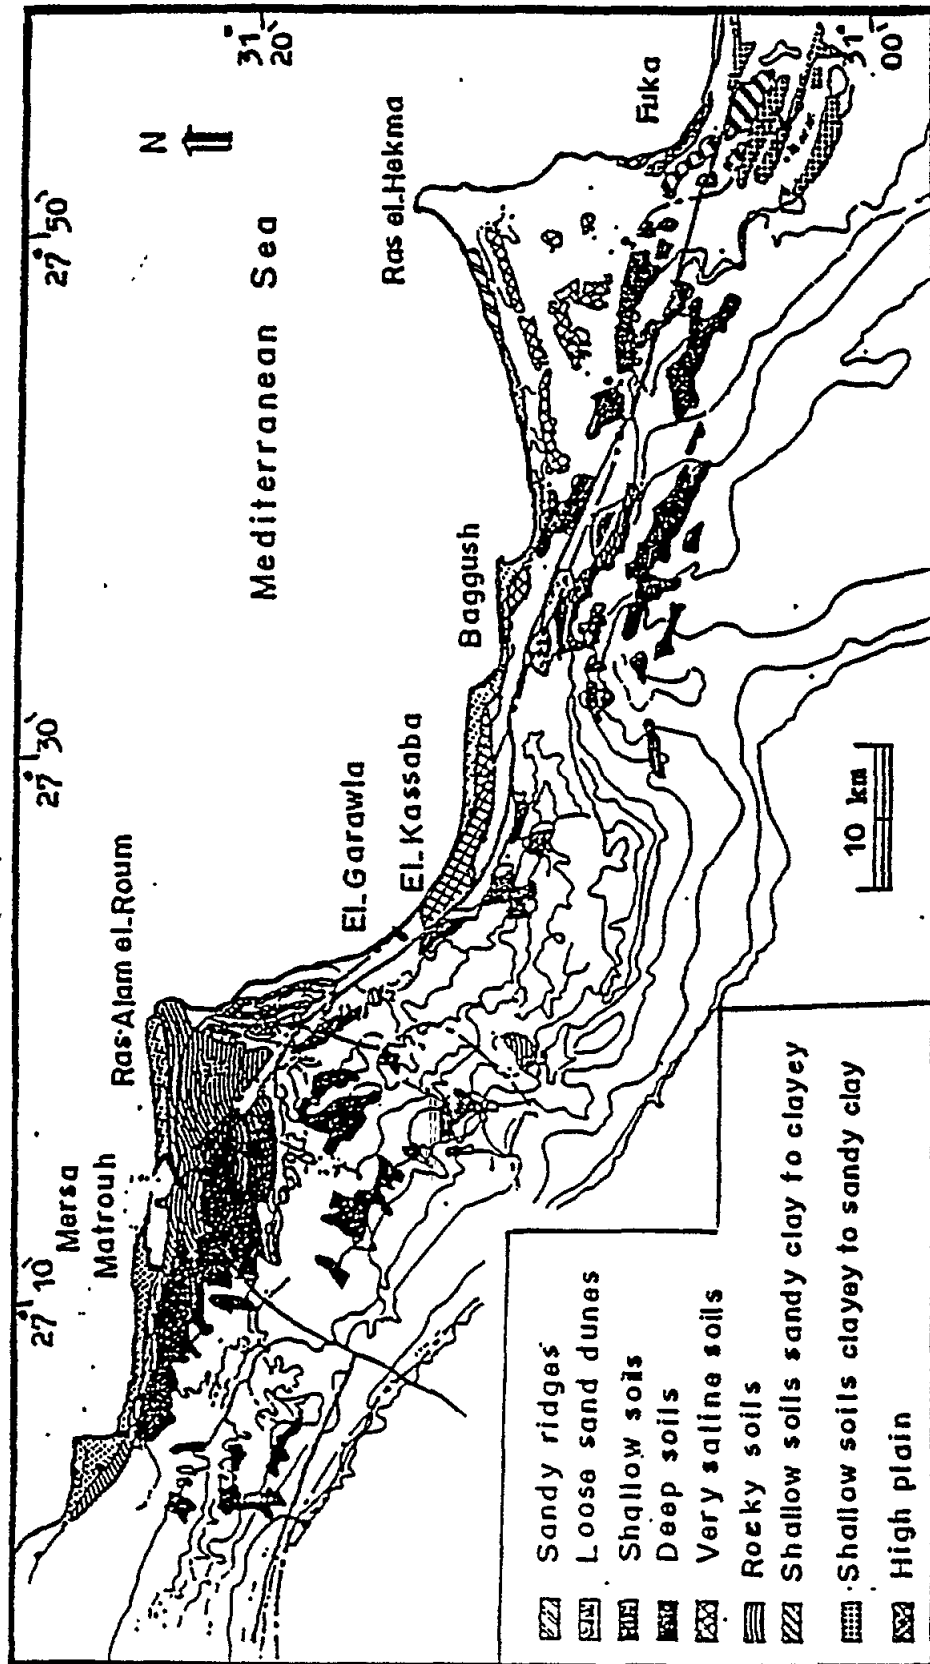 27° 10'
27° 30'
27° 50'
N
31°
20'
Mediterranean Sea
Marsa
Matrouh
Ras-Alam el-Roum
El-Garawla
El-Kassaba
Baggush
Ras el-Hekma
Fuka
31°
00'
10 km
Sandy ridges
Loose sand dunes
Shallow soils
Deep soils
Very saline soils
Rocky soils
Shallow soils sandy clay to clayey
Shallow soils clayey to sandy clay
High plain